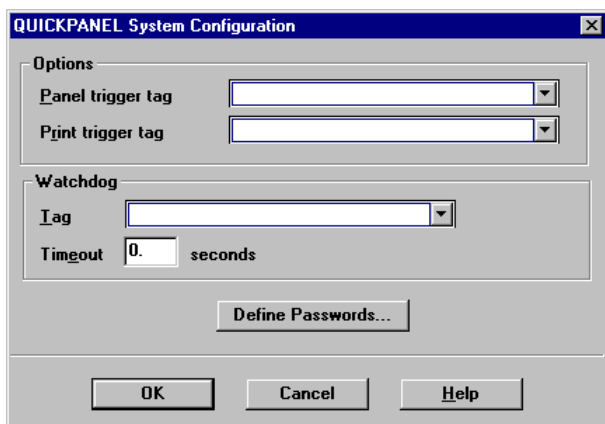 QUICKPANEL System Configuration
Options
Panel trigger tag
Print trigger tag
Watchdog
Tag
Timeout 0. seconds
Define Passwords...
OK Cancel Help